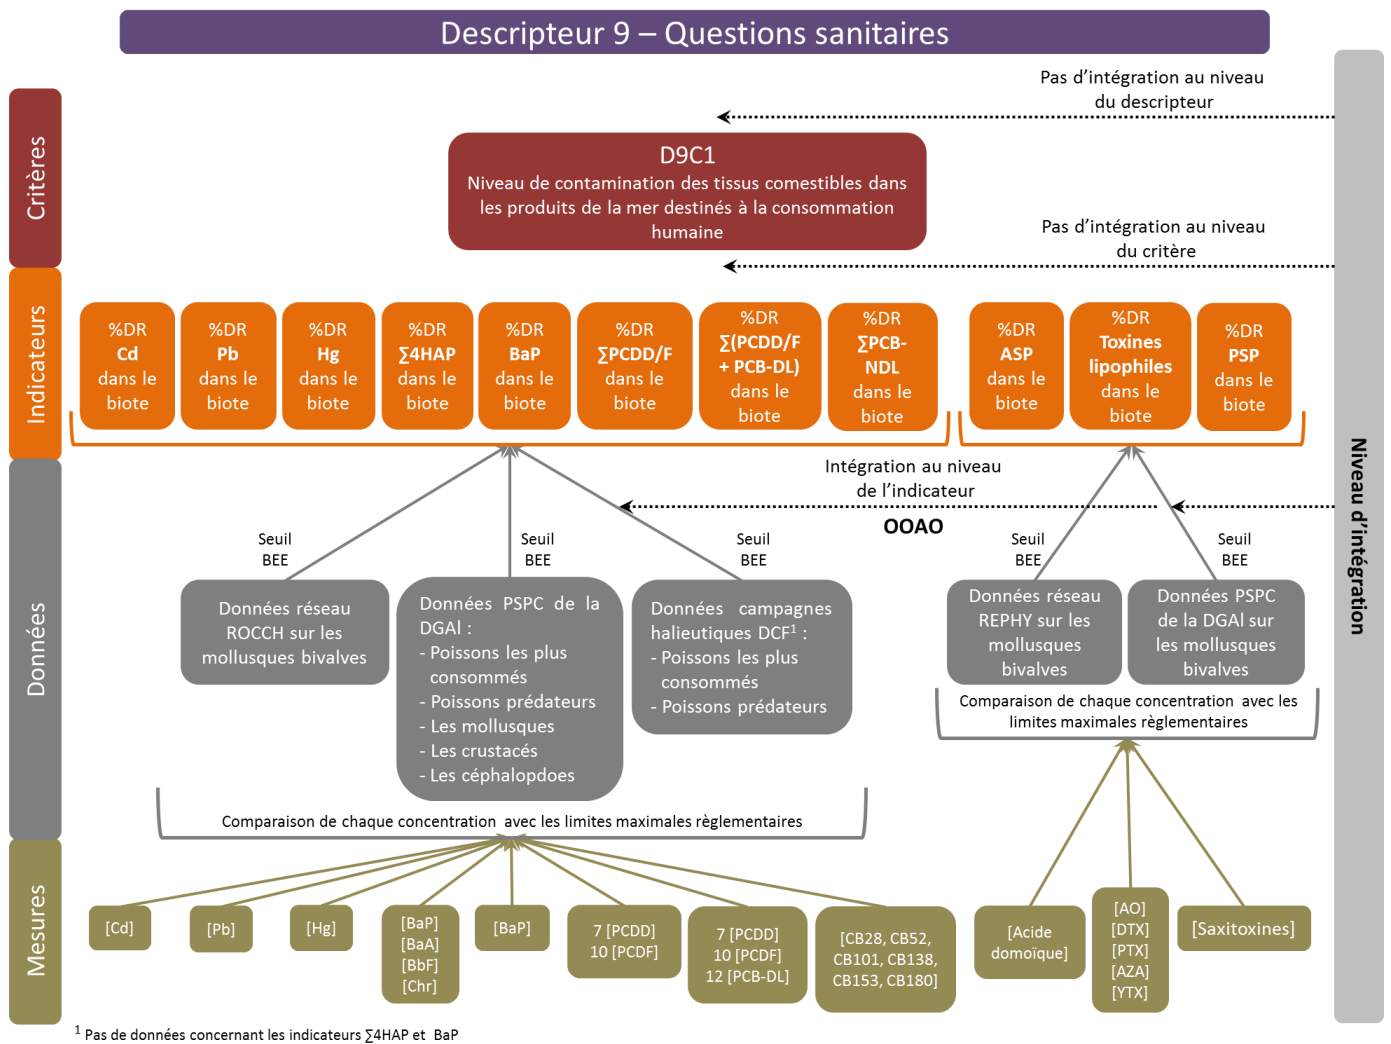 Descripteur 9 – Questions sanitaires
Pas d’intégration au niveau
du descripteur
Critères
D9C1
Niveau de contamination des tissus comestibles dans
les produits de la mer destinés à la consommation
humaine
Pas d’intégration au niveau
du critère
Indicateurs
%DR
Cd
dans le
biote
%DR
Pb
dans le
biote
%DR
Hg
dans le
biote
%DR
∑4HAP
dans le
biote
%DR
BaP
dans le
biote
%DR
∑PCDD/F
dans le
biote
%DR
∑(PCDD/F
+ PCB-DL)
dans le
biote
%DR
∑PCB-
NDL
dans le
biote
%DR
ASP
dans le
biote
%DR
Toxines
lipophiles
dans le
biote
%DR
PSP
dans le
biote
Niveau d’intégration
Intégration au niveau
de l’indicateur
OOAO
Données
Seuil
BEE
Seuil
BEE
Seuil
BEE
Seuil
BEE
Seuil
BEE
Données réseau
ROCCH sur les
mollusques bivalves
Données PSPC de la
DGAl :
- Poissons les plus
consommés
- Poissons prédateurs
- Les mollusques
- Les crustacés
- Les céphalopdoes
Données campagnes
halieutiques DCF¹ :
- Poissons les plus
consommés
- Poissons prédateurs
Données réseau
REPHY sur les
mollusques
bivalves
Données PSPC
de la DGAl sur
les mollusques
bivalves
Comparaison de chaque concentration avec les
limites maximales règlementaires
Comparaison de chaque concentration avec les limites maximales règlementaires
Mesures
[Cd]
[Pb]
[Hg]
[BaP]
[BaA]
[BbF]
[Chr]
[BaP]
7 [PCDD]
10 [PCDF]
7 [PCDD]
10 [PCDF]
12 [PCB-DL]
[CB28, CB52,
CB101, CB138,
CB153, CB180]
[Acide
domoïque]
[AO]
[DTX]
[PTX]
[AZA]
[YTX]
[Saxitoxines]
¹ Pas de données concernant les indicateurs ∑4HAP et BaP